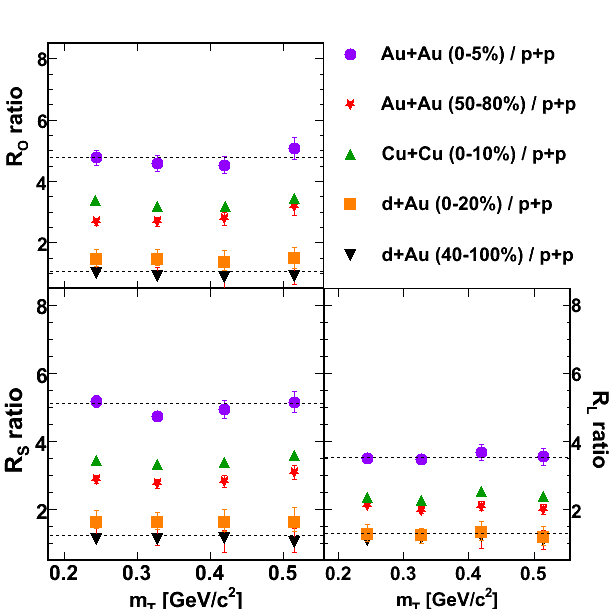 Au+Au (0-5%) / p+p
Au+Au (50-80%) / p+p
Cu+Cu (0-10%) / p+p
d+Au (0-20%) / p+p
d+Au (40-100%) / p+p
R_O ratio
8
6
4
2
R_S ratio
8
6
4
2
0.2 0.3 0.4 0.5
m_T [GeV/c²]
R_L ratio
8
6
4
2
0.2 0.3 0.4 0.5
m_T [GeV/c²]